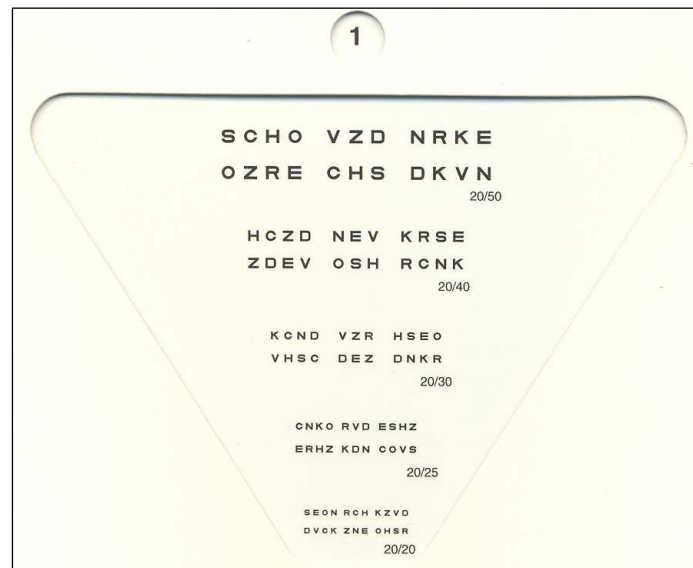 1
SCHO VZD NRKE
OZRE CHS DKVN
20/50
HCZD NEV KRSE
ZDEV OSH RCNK
20/40
KCND VZR HSEO
VHSC DEZ DNKR
20/30
CNKO RVD ESHZ
ERHZ KDN COVS
20/25
SEON RCH KZVD
DVCK ZNE OHSR
20/20